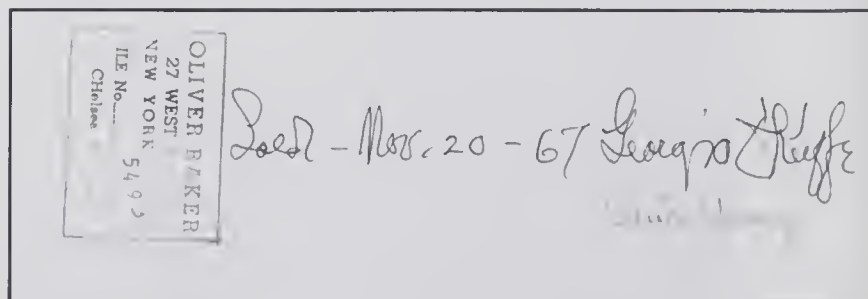 OLIVER BAKER
27 WEST
NEW YORK
ILE No. 5495
CHelsea
Sold - Nov. 20 - 67 Georgia O'Keeffe